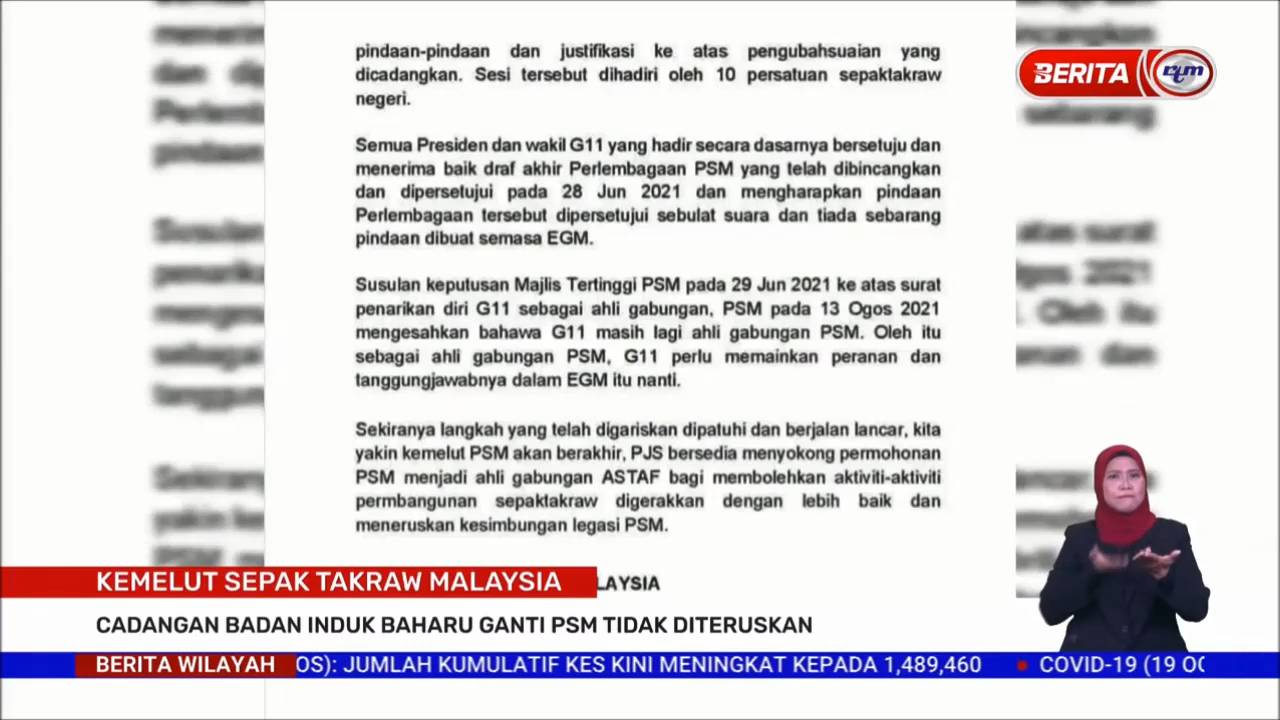 pindaan-pindaan dan justifikasi ke atas pengubahsuaian yang
dicadangkan. Sesi tersebut dihadiri oleh 10 persatuan sepaktakraw
negeri.
BERITA rtm
Semua Presiden dan wakil G11 yang hadir secara dasarnya bersetuju dan
menerima baik draf akhir Perlembagaan PSM yang telah dibincangkan
dan dipersetujui pada 28 Jun 2021 dan mengharapkan pindaan
Perlembagaan tersebut dipersetujui sebulat suara dan tiada sebarang
pindaan dibuat semasa EGM.
Susulan keputusan Majlis Tertinggi PSM pada 29 Jun 2021 ke atas surat
penarikan diri G11 sebagai ahli gabungan, PSM pada 13 Ogos 2021
mengesahkan bahawa G11 masih lagi ahli gabungan PSM. Oleh itu
sebagai ahli gabungan PSM, G11 perlu memainkan peranan dan
tanggungjawabnya dalam EGM itu nanti.
Sekiranya langkah yang telah digariskan dipatuhi dan berjalan lancar, kita
yakin kemelut PSM akan berakhir, PJS bersedia menyokong permohonan
PSM menjadi ahli gabungan ASTAF bagi membolehkan aktiviti-aktiviti
permbangunan sepaktakraw digerakkan dengan lebih baik dan
meneruskan kesimbungan legasi PSM.
KEMELUT SEPAK TAKRAW MALAYSIA
LAYSIA
CADANGAN BADAN INDUK BAHARU GANTI PSM TIDAK DITERUSKAN
BERITA WILAYAH OS): JUMLAH KUMULATIF KES KINI MENINGKAT KEPADA 1,489,460 • COVID-19 (19 OG